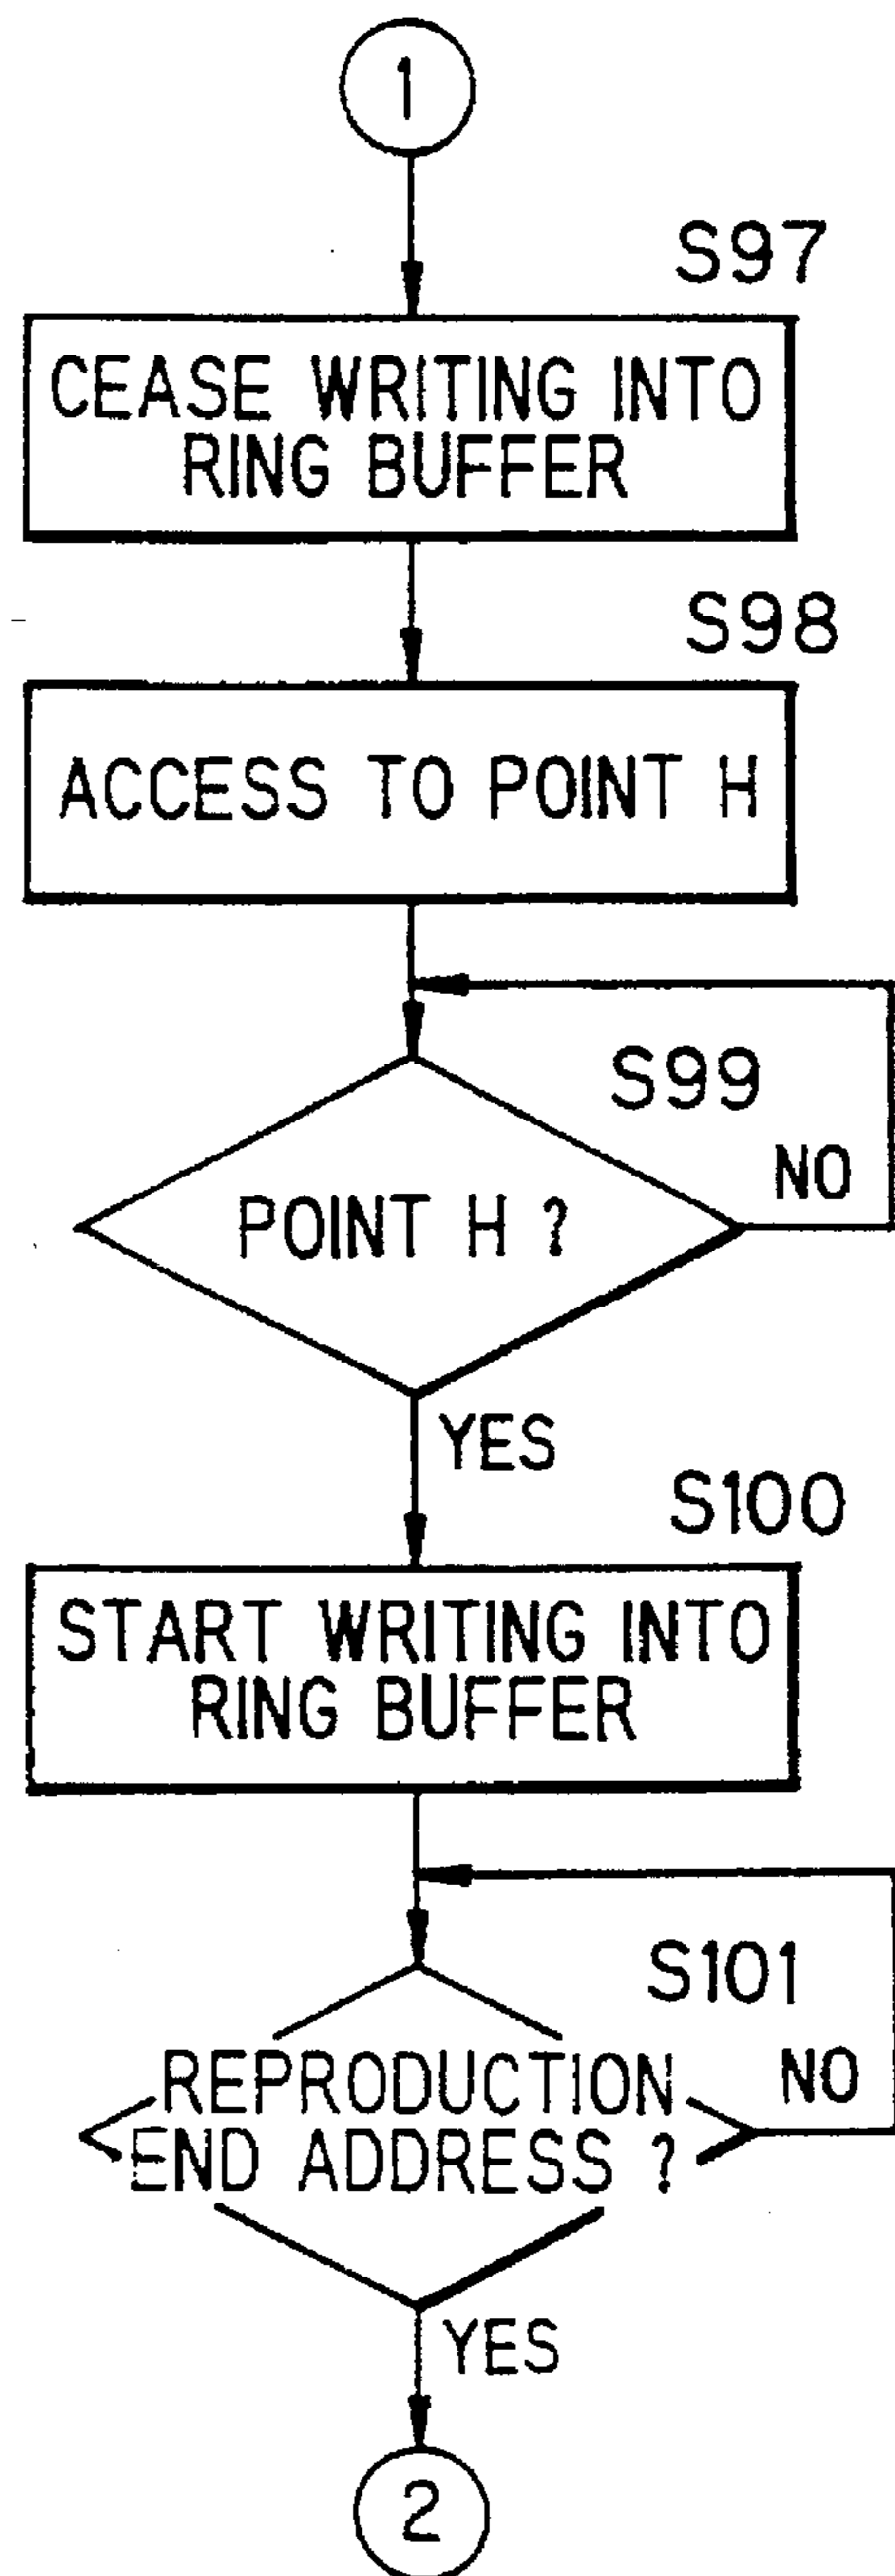 1
S97
CEASE WRITING INTO
RING BUFFER
S98
ACCESS TO POINT H
S99
NO
POINT H ?
YES
S100
START WRITING INTO
RING BUFFER
S101
NO
REPRODUCTION
END ADDRESS ?
YES
2